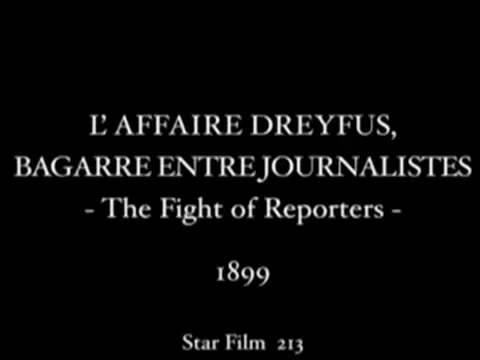 L' AFFAIRE DREYFUS,
BAGARRE ENTRE JOURNALISTES
- The Fight of Reporters -
1899
Star Film 213